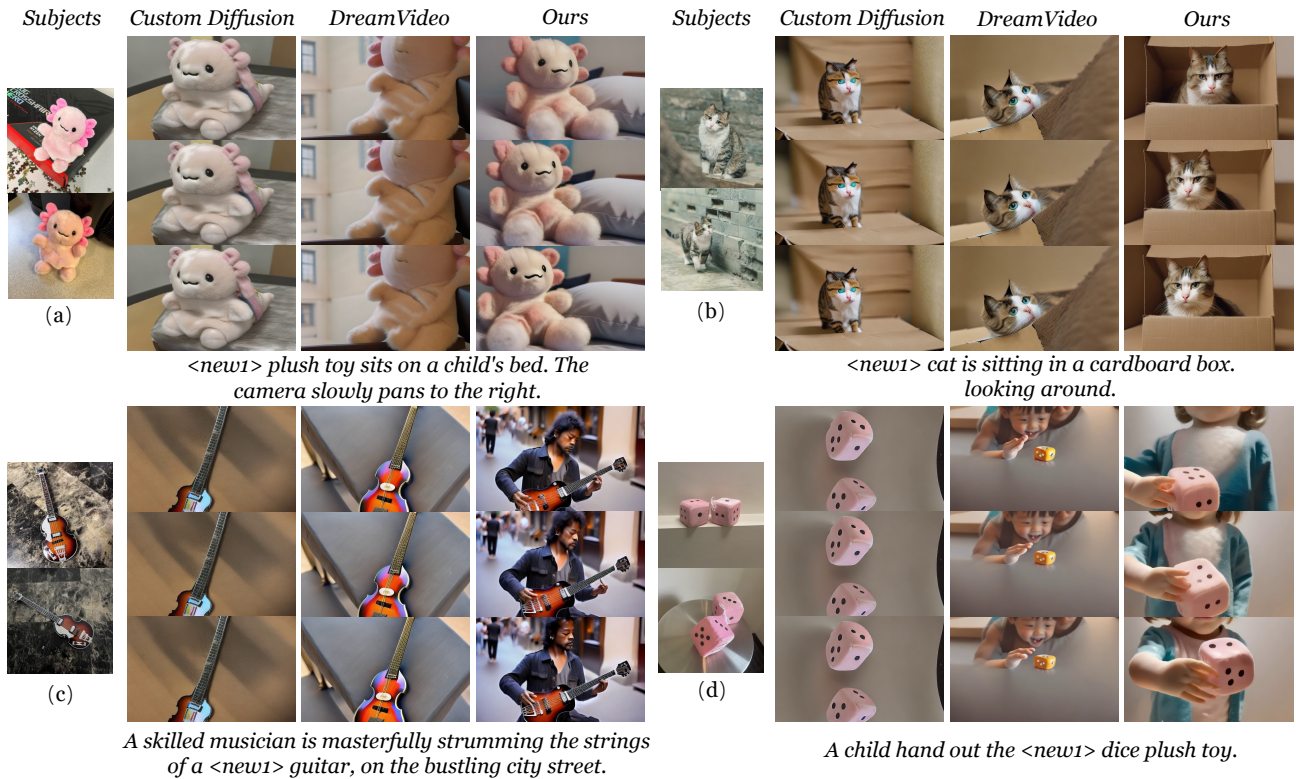 Subjects Custom Diffusion DreamVideo Ours Subjects Custom Diffusion DreamVideo Ours
(a)
(b)
<new1> plush toy sits on a child's bed. The
camera slowly pans to the right.
<new1> cat is sitting in a cardboard box.
looking around.
(c)
(d)
A skilled musician is masterfully strumming the strings
of a <new1> guitar, on the bustling city street.
A child hand out the <new1> dice plush toy.